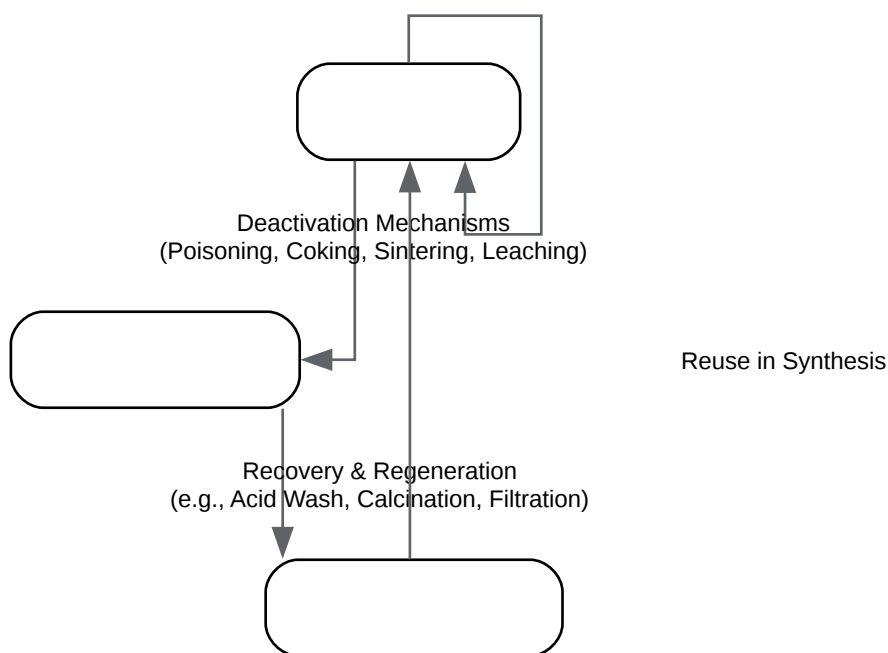 Deactivation Mechanisms
(Poisoning, Coking, Sintering, Leaching)
Reuse in Synthesis
Recovery & Regeneration
(e.g., Acid Wash, Calcination, Filtration)